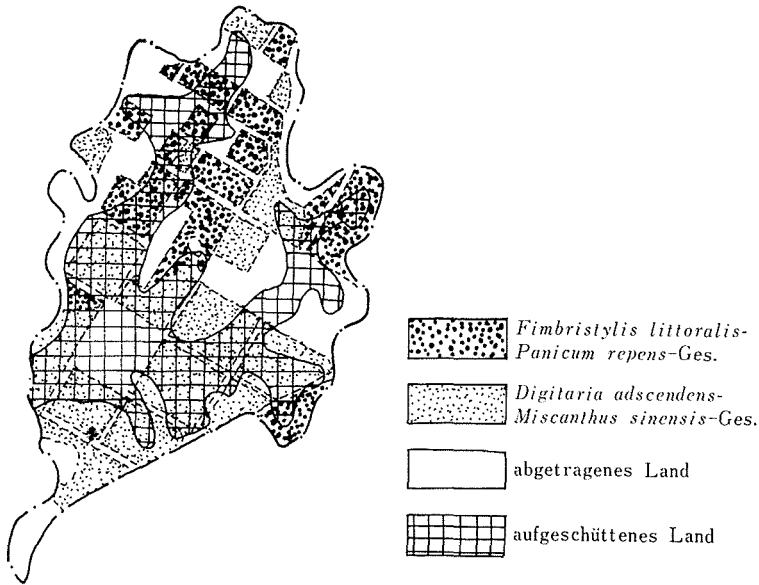 Fimbristylis littoralis-
Panicum repens-Ges.
Digitaria adscendens-
Miscanthus sinensis-Ges.
abgetragenes Land
aufgeschüttenes Land